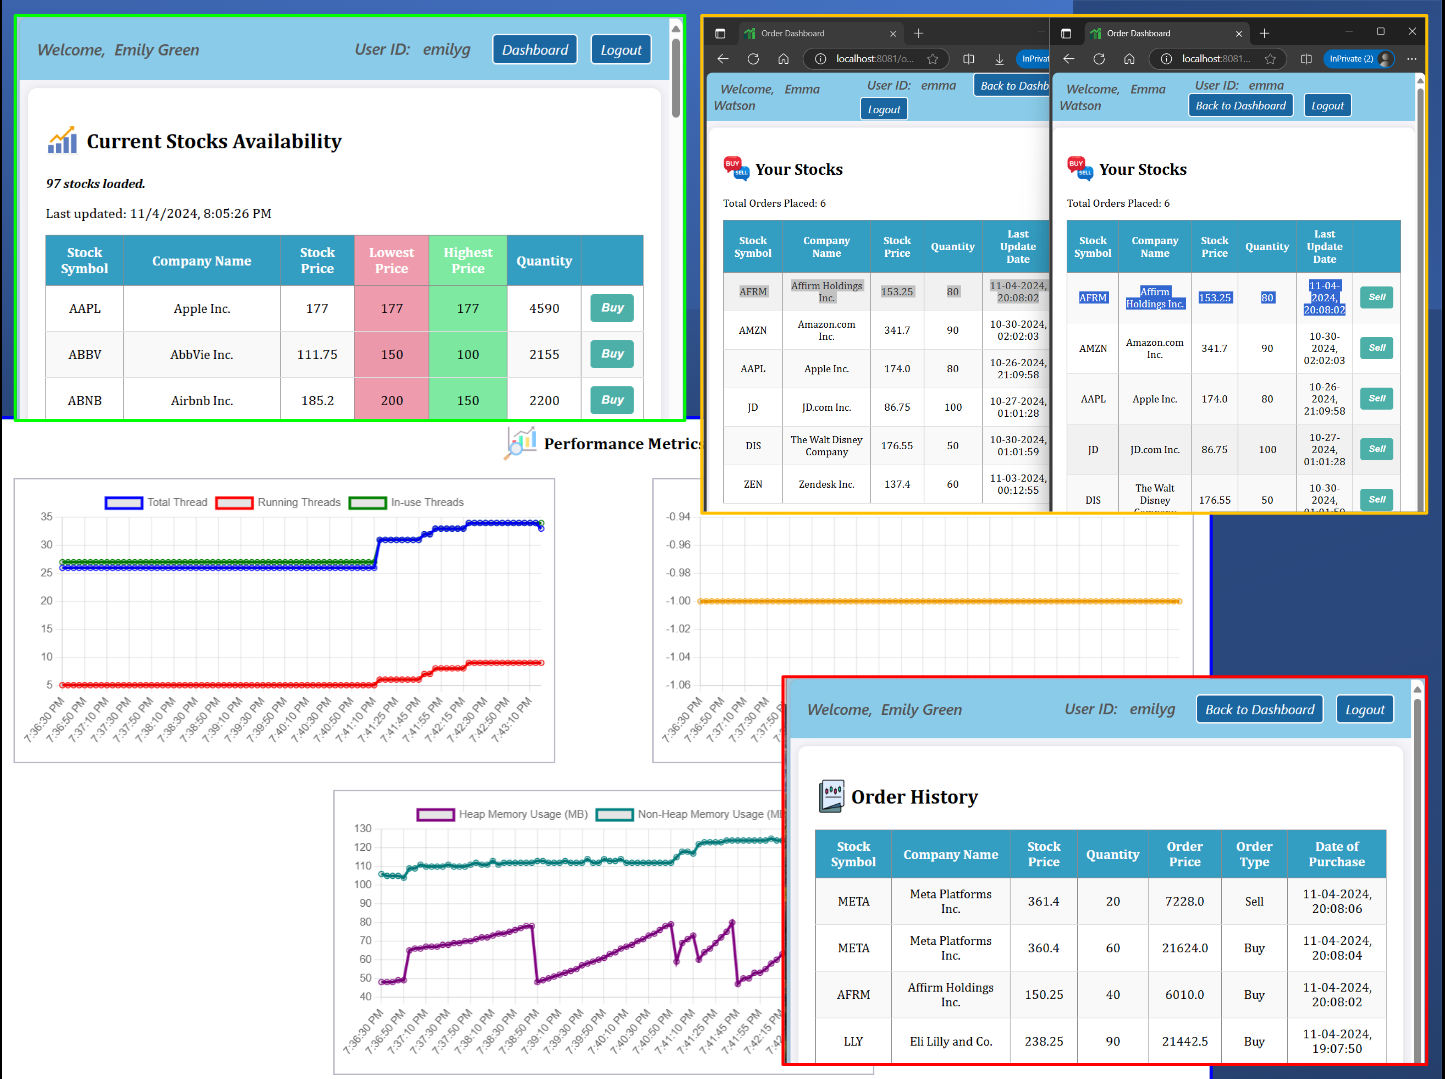 Welcome, Emily Green User ID: emilyg Dashboard Logout
Current Stocks Availability
97 stocks loaded.
Last updated: 11/4/2024, 8:05:26 PM
Stock Symbol Company Name Stock Price Lowest Price Highest Price Quantity
AAPL Apple Inc. 177 177 177 4590 Buy
ABBV AbbVie Inc. 111.75 150 100 2155 Buy
ABNB Airbnb Inc. 185.2 200 150 2200 Buy
Order Dashboard
localhost:8081/o... InPrivat
Welcome, Emma Watson User ID: emma Back to Dashb Logout
BUY SELL Your Stocks
Total Orders Placed: 6
Stock Symbol Company Name Stock Price Quantity Last Update Date
AFRM Affirm Holdings Inc. 153.25 80 11-04-2024, 20:08:02
AMZN Amazon.com Inc. 341.7 90 10-30-2024, 02:02:03
AAPL Apple Inc. 174.0 80 10-26-2024, 21:09:58
JD JD.com Inc. 86.75 100 10-27-2024, 01:01:28
DIS The Walt Disney Company 176.55 50 10-30-2024, 01:01:59
ZEN Zendesk Inc. 137.4 60 11-03-2024, 00:12:55
Order Dashboard
localhost:8081... InPrivate (2)
Welcome, Emma Watson User ID: emma Back to Dashboard Logout
BUY SELL Your Stocks
Total Orders Placed: 6
Stock Symbol Company Name Stock Price Quantity Last Update Date
AFRM Affirm Holdings Inc. 153.25 80 11-04-2024, 20:08:02 Sell
AMZN Amazon.com Inc. 341.7 90 10-30-2024, 02:02:03 Sell
AAPL Apple Inc. 174.0 80 10-26-2024, 21:09:58 Sell
JD JD.com Inc. 86.75 100 10-27-2024, 01:01:28 Sell
DIS The Walt Disney 176.55 50 10-30-2024, Sell
Performance Metrics
Total Thread Running Threads In-use Threads
35
30
25
20
15
10
5
7:36:30 PM 7:36:50 PM 7:37:10 PM 7:37:30 PM 7:37:50 PM 7:38:10 PM 7:38:30 PM 7:38:50 PM 7:39:10 PM 7:39:30 PM 7:39:50 PM 7:40:10 PM 7:40:30 PM 7:40:50 PM 7:41:10 PM 7:41:25 PM 7:41:45 PM 7:41:55 PM 7:42:15 PM 7:42:30 PM 7:42:50 PM 7:43:10 PM
-0.94
-0.96
-0.98
-1.00
-1.02
-1.04
-1.06
7:36:30 PM 7:36:50 PM 7:37:10 PM 7:37:30 PM
Heap Memory Usage (MB) Non-Heap Memory Usage (M
130
120
110
100
90
80
70
60
50
40
7:36:30 PM 7:36:50 PM 7:37:10 PM 7:37:30 PM 7:37:50 PM 7:38:10 PM 7:38:30 PM 7:38:50 PM 7:39:10 PM 7:39:30 PM 7:39:50 PM 7:40:10 PM 7:40:30 PM 7:40:50 PM 7:41:10 PM 7:41:25 PM 7:41:45 PM 7:41:55 PM 7:42:15 PM
Welcome, Emily Green User ID: emilyg Back to Dashboard Logout
Order History
Stock Symbol Company Name Stock Price Quantity Order Price Order Type Date of Purchase
META Meta Platforms Inc. 361.4 20 7228.0 Sell 11-04-2024, 20:08:06
META Meta Platforms Inc. 360.4 60 21624.0 Buy 11-04-2024, 20:08:04
AFRM Affirm Holdings Inc. 150.25 40 6010.0 Buy 11-04-2024, 20:08:02
LLY Eli Lilly and Co. 238.25 90 21442.5 Buy 11-04-2024, 19:07:50